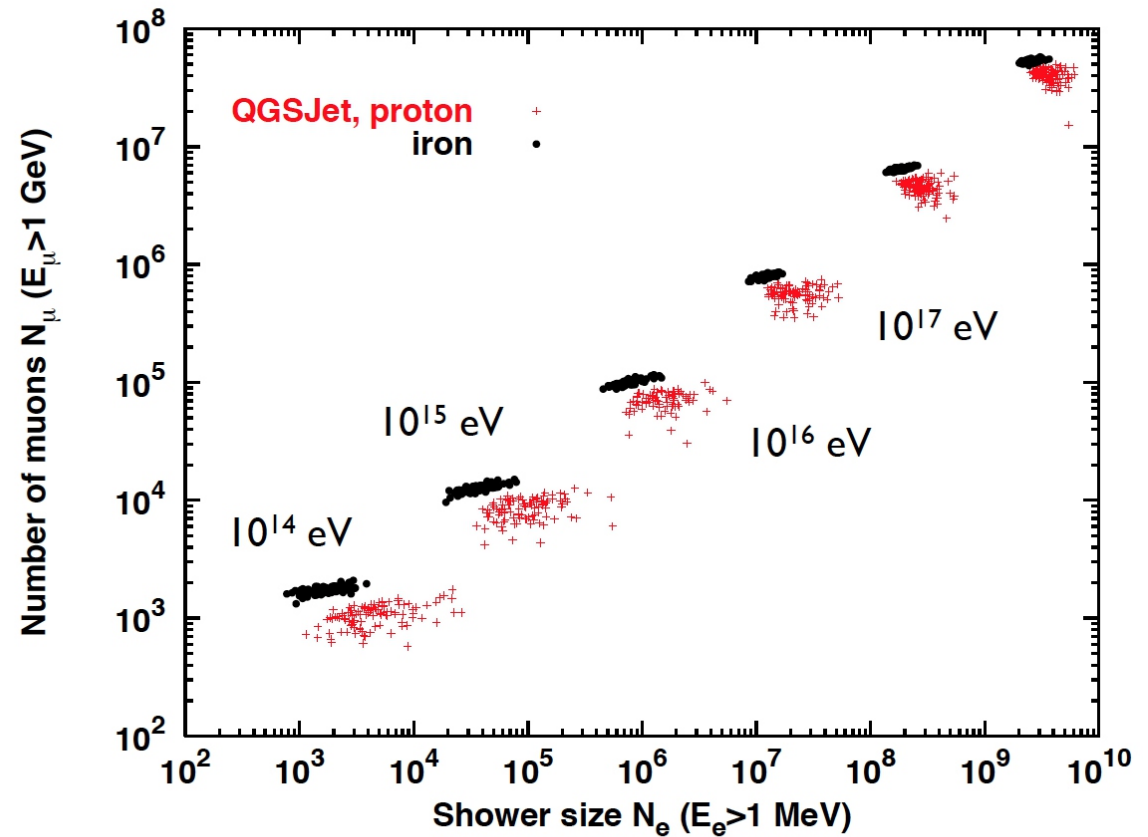 10⁸
10⁷
10⁶
10⁵
10⁴
10³
10²
Number of muons N_μ (E_μ>1 GeV)
QGSJet, proton
iron
10¹⁷ eV
10¹⁵ eV
10¹⁶ eV
10¹⁴ eV
10² 10³ 10⁴ 10⁵ 10⁶ 10⁷ 10⁸ 10⁹ 10¹⁰
Shower size N_e (E_e>1 MeV)